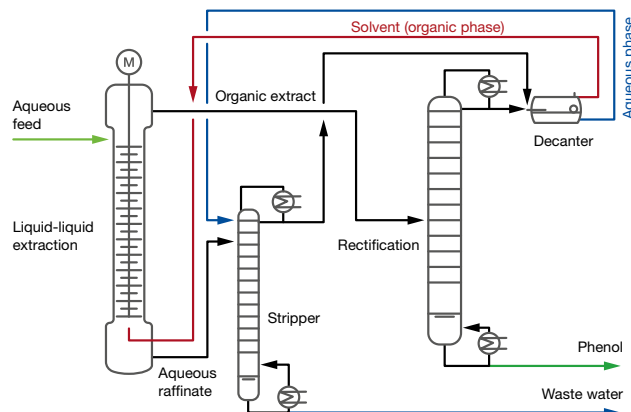 Solvent (organic phase)
Aqueous phase
M
Aqueous
feed
Organic extract
Decanter
Liquid-liquid
extraction
Rectification
Stripper
Aqueous
raffinate
Phenol
Waste water